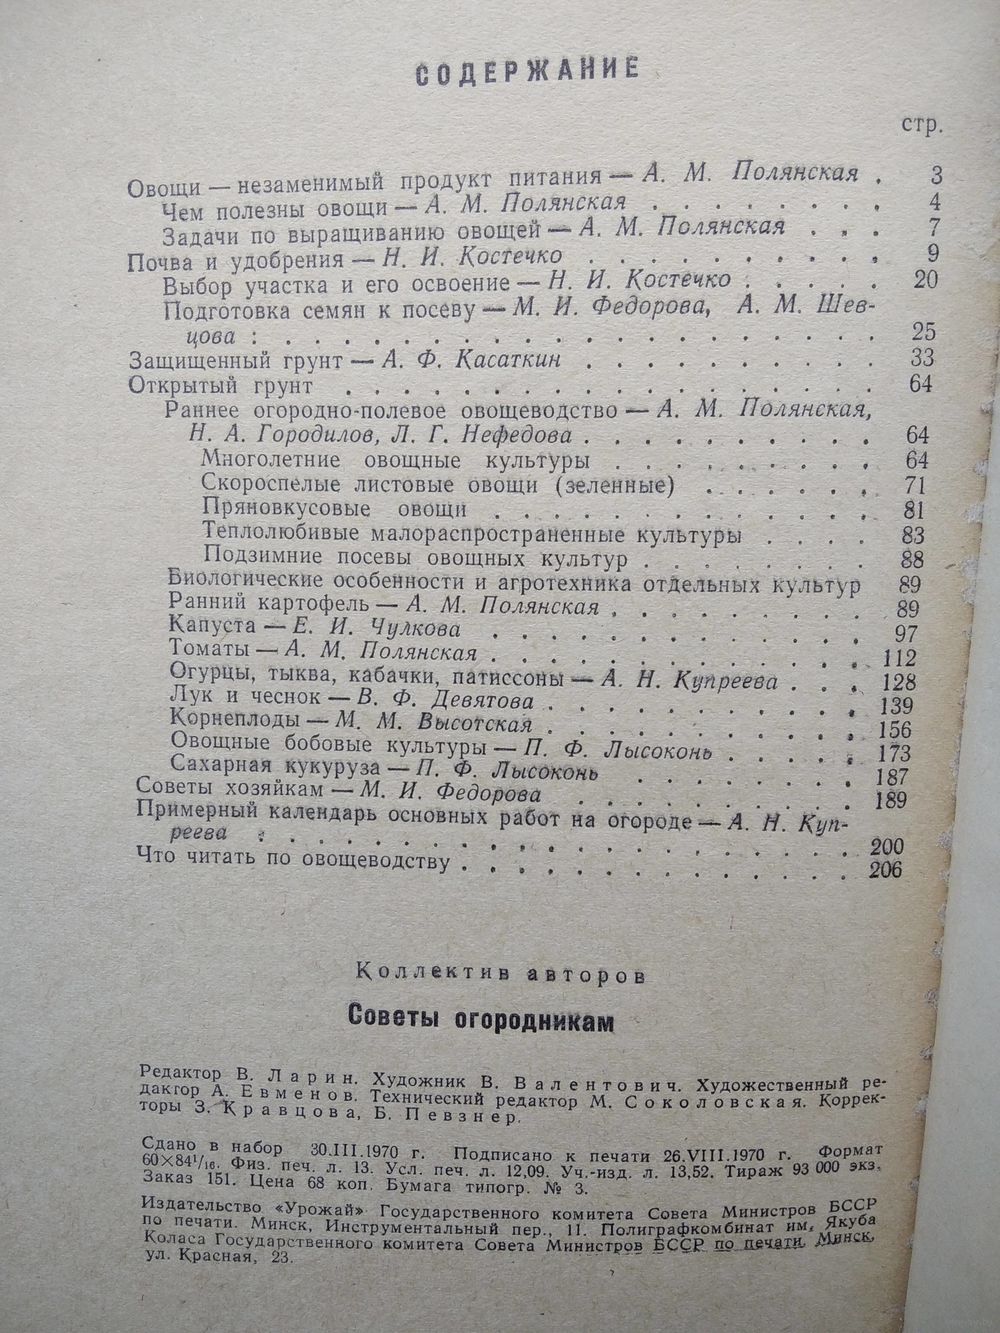 СОДЕРЖАНИЕ
стр.
Овощи — незаменимый продукт питания — А. М. Полянская . 3
Чем полезны овощи — А. М. Полянская . . . . . . . . 4
Задачи по выращиванию овощей — А. М. Полянская . . . 7
Почва и удобрения — Н. И. Костечко . . . . . . . . . . 9
Выбор участка и его освоение — Н. И. Костечко . . . . . 20
Подготовка семян к посеву — М. И. Федорова, А. М. Шев-
цова : . . . . . . . . . . . . . . . . . . . . . 25
Защищенный грунт — А. Ф. Касаткин . . . . . . . . . . 33
Открытый грунт . . . . . . . . . . . . . . . . . . 64
Раннее огородно-полевое овощеводство — А. М. Полянская,
Н. А. Городилов, Л. Г. Нефедова . . . . . . . . . . 64
Многолетние овощные культуры . . . . . . . . . 64
Скороспелые листовые овощи (зеленные) . . . . . . 71
Пряновкусовые овощи . . . . . . . . . . . . . 81
Теплолюбивые малораспространенные культуры . . . . 83
Подзимние посевы овощных культур . . . . . . . . 88
Биологические особенности и агротехника отдельных культур 89
Ранний картофель — А. М. Полянская . . . . . . . . . 89
Капуста — Е. И. Чулкова . . . . . . . . . . . . . 97
Томаты — А. М. Полянская . . . . . . . . . . . . . 112
Огурцы, тыква, кабачки, патиссоны — А. Н. Купреева . . . 128
Лук и чеснок — В. Ф. Девятова . . . . . . . . . . . 139
Корнеплоды — М. М. Высотская . . . . . . . . . . . 156
Овощные бобовые культуры — П. Ф. Лысоконь . . . . . 173
Сахарная кукуруза — П. Ф. Лысоконь . . . . . . . . 187
Советы хозяйкам — М. И. Федорова . . . . . . . . . . 189
Примерный календарь основных работ на огороде — А. Н. Куп-
реева : . . . . . . . . . . . . . . . . . . . . 200
Что читать по овощеводству . . . . . . . . . . . . . . 206
Коллектив авторов
Советы огородникам
Редактор В. Ларин. Художник В. Валентович. Художественный ре-
дактор А. Евменов. Технический редактор М. Соколовская. Коррек-
торы З. Кравцова, Б. Певзнер.
Сдано в набор 30.III.1970 г. Подписано к печати 26.VIII.1970 г. Формат
60×84¹/₁₆. Физ. печ. л. 13. Усл. печ. л. 12,09. Уч.-изд. л. 13,52. Тираж 93 000 экз.
Заказ 151. Цена 68 коп. Бумага типогр. № 3.
Издательство «Урожай» Государственного комитета Совета Министров БССР
по печати. Минск, Инструментальный пер., 11. Полиграфкомбинат им. Якуба
Коласа Государственного комитета Совета Министров БССР по печати. Минск,
ул. Красная, 23.